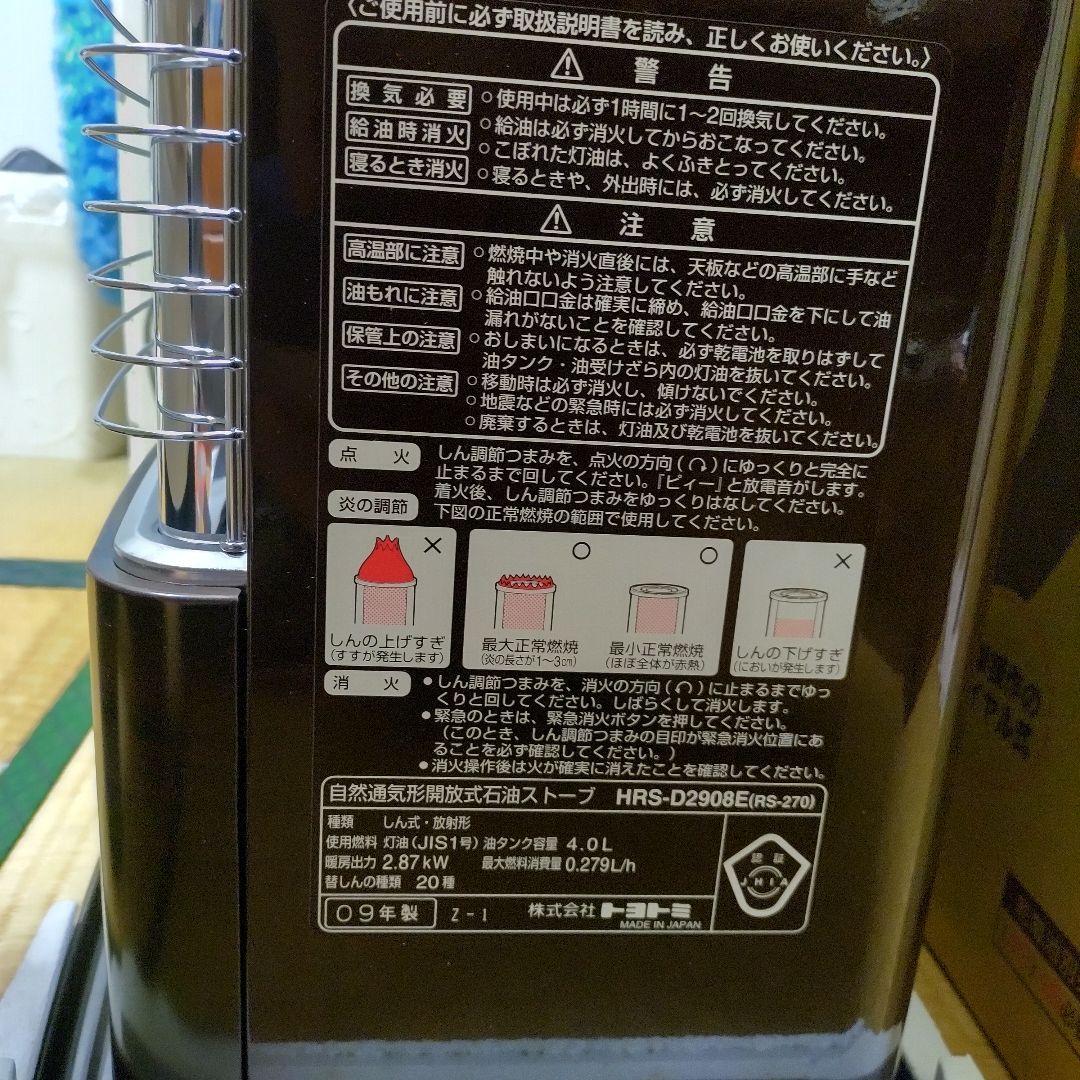 〈ご使用前に必ず取扱説明書を読み、正しくお使いください。〉
警告
換気必要
○使用中は必ず1時間に1〜2回換気してください。
給油時消火
○給油は必ず消火してからおこなってください。
○こぼれた灯油は、よくふきとってください。
寝るとき消火
○寝るときや、外出時には、必ず消火してください。
注意
高温部に注意
○燃焼中や消火直後には、天板などの高温部に手など
触れないよう注意してください。
油もれに注意
○給油口口金は確実に締め、給油口口金を下にして油
漏れがないことを確認してください。
保管上の注意
○おしまいになるときは、必ず乾電池を取りはずして
油タンク・油受けざら内の灯油を抜いてください。
その他の注意
○移動時は必ず消火し、傾けないでください。
○地震などの緊急時には必ず消火してください。
○廃棄するときは、灯油及び乾電池を抜いてください。
点火
しん調節つまみを、点火の方向( )にゆっくりと完全に
止まるまで回してください。『ビィー』と放電音がします。
着火後、しん調節つまみをゆっくりはなしてください。
炎の調節
下図の正常燃焼の範囲で使用してください。
× ○ ○ ×
しんの上げすぎ
(すすが発生します)
最大正常燃焼
(炎の長さが1〜3cm)
最小正常燃焼
(ほぼ全体が赤熱)
しんの下げすぎ
(においが発生します)
消火
●しん調節つまみを、消火の方向( )に止まるまでゆっ
くりと回してください。しばらくして消火します。
●緊急のときは、緊急消火ボタンを押してください。
(このとき、しん調節つまみの目印が緊急消火位置にあ
ることを必ず確認してください。)
●消火操作後は火が確実に消えたことを確認してください。
自然通気形開放式石油ストーブ HRS-D2908E(RS-270)
種類 しん式・放射形
使用燃料 灯油(JIS1号) 油タンク容量 4.0L
暖房出力 2.87kW 最大燃料消費量 0.279L/h
替しんの種類 20種
認証
JHIA
09年製 Z-1 株式会社トヨトミ
MADE IN JAPAN